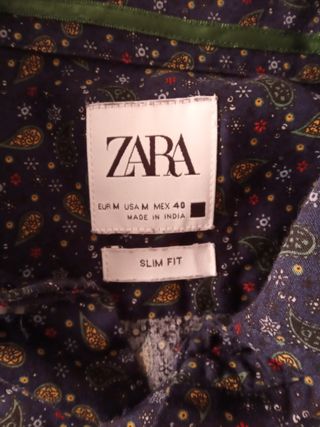 ZARA
EUR M USA M MEX 40
MADE IN INDIA
SLIM FIT